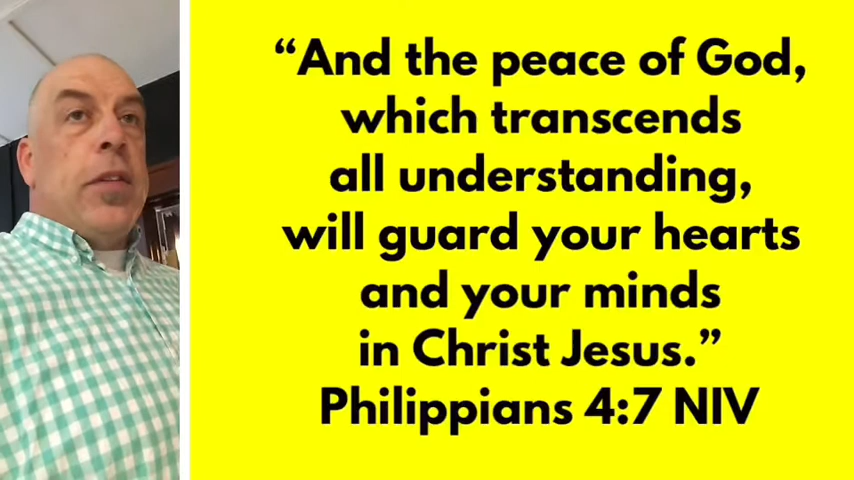 “And the peace of God,
which transcends
all understanding,
will guard your hearts
and your minds
in Christ Jesus.”
Philippians 4:7 NIV